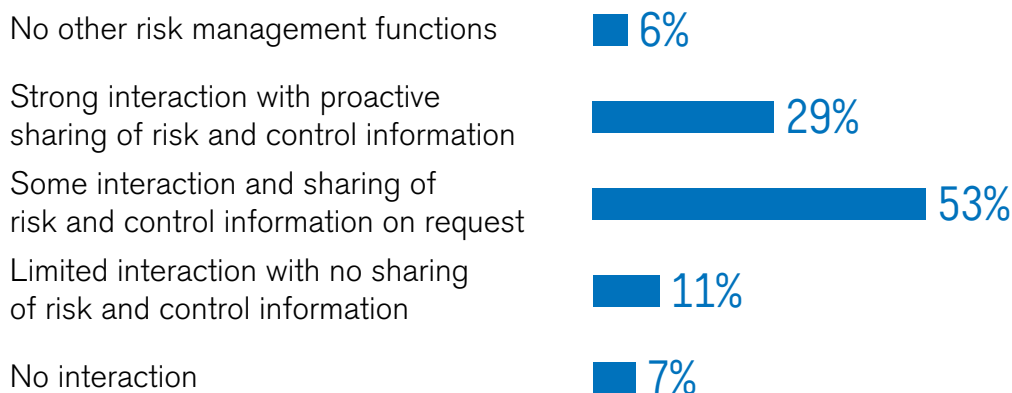 No other risk management functions
6%
Strong interaction with proactive
sharing of risk and control information
29%
Some interaction and sharing of
risk and control information on request
53%
Limited interaction with no sharing
of risk and control information
11%
No interaction
7%